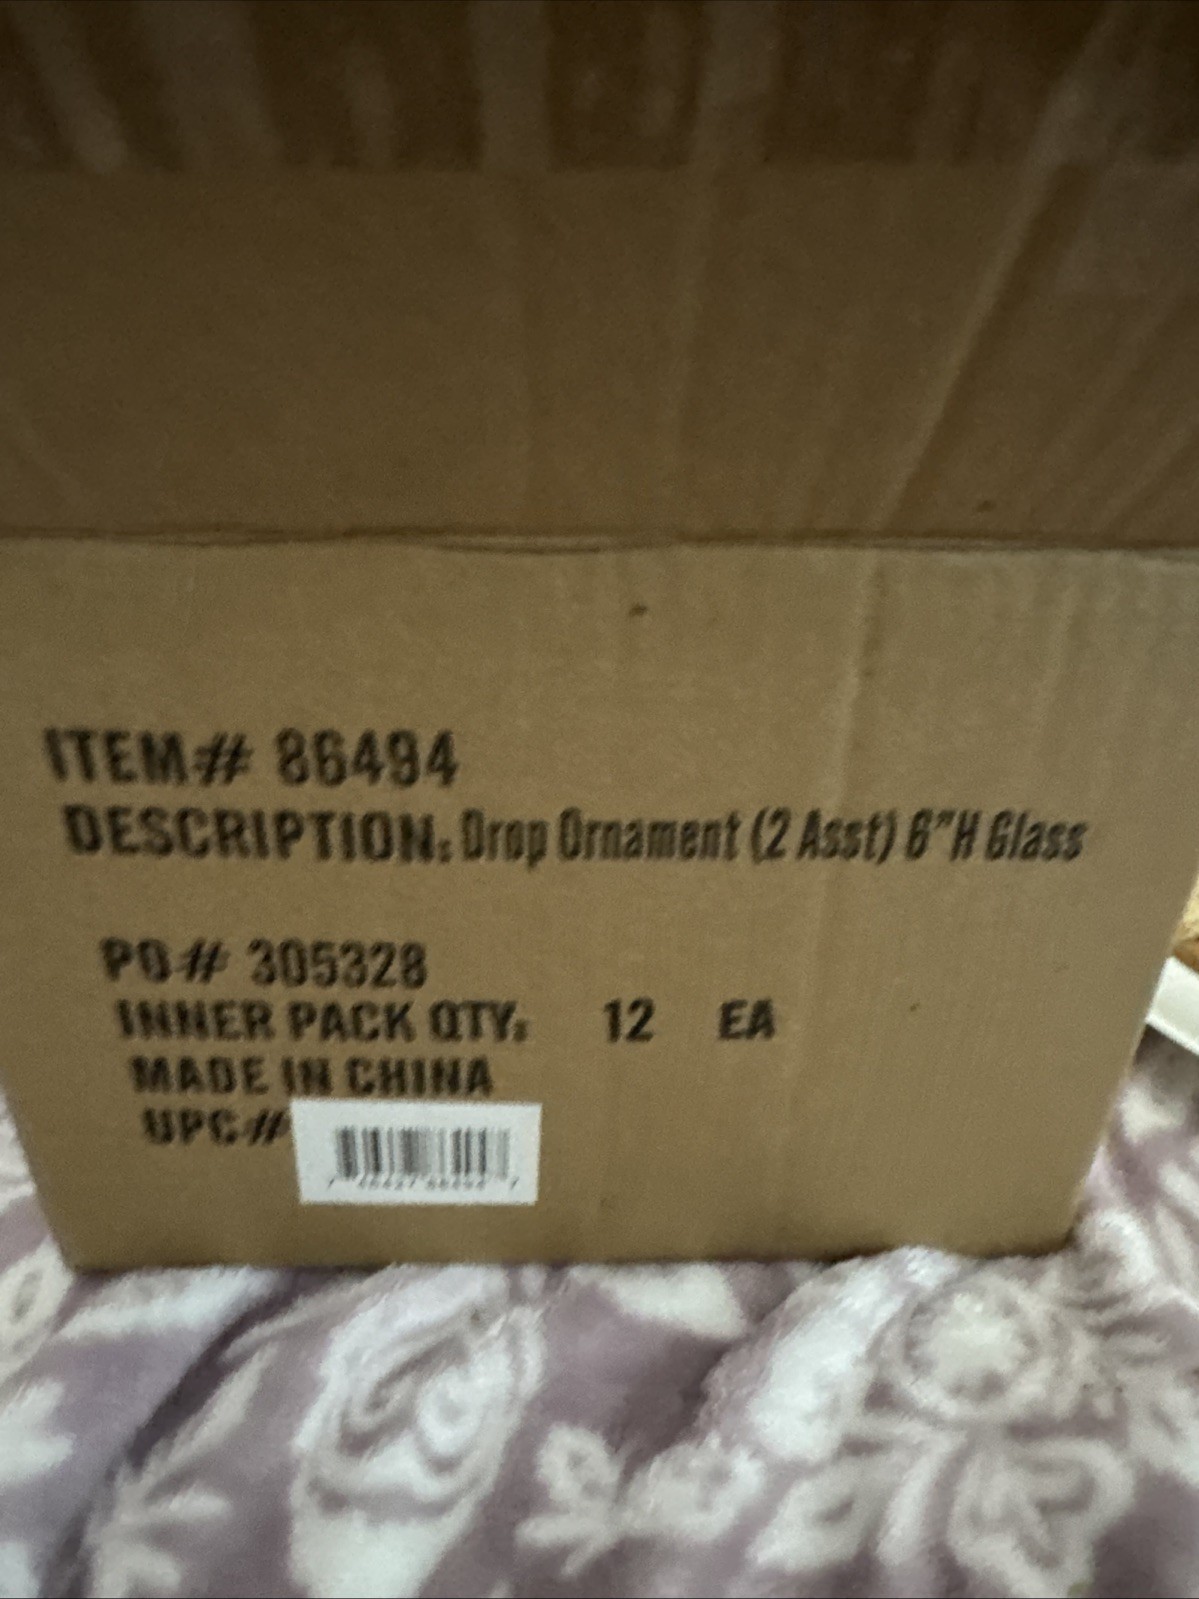 ITEM# 86494
DESCRIPTION: Drop Ornament (2 Asst) 6"H Glass
PO# 305328
INNER PACK QTY: 12 EA
MADE IN CHINA
UPC#